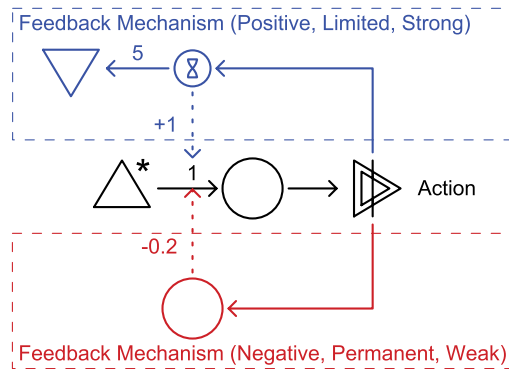 Feedback Mechanism (Positive, Limited, Strong)
5
+1
*
1
Action
-0.2
Feedback Mechanism (Negative, Permanent, Weak)